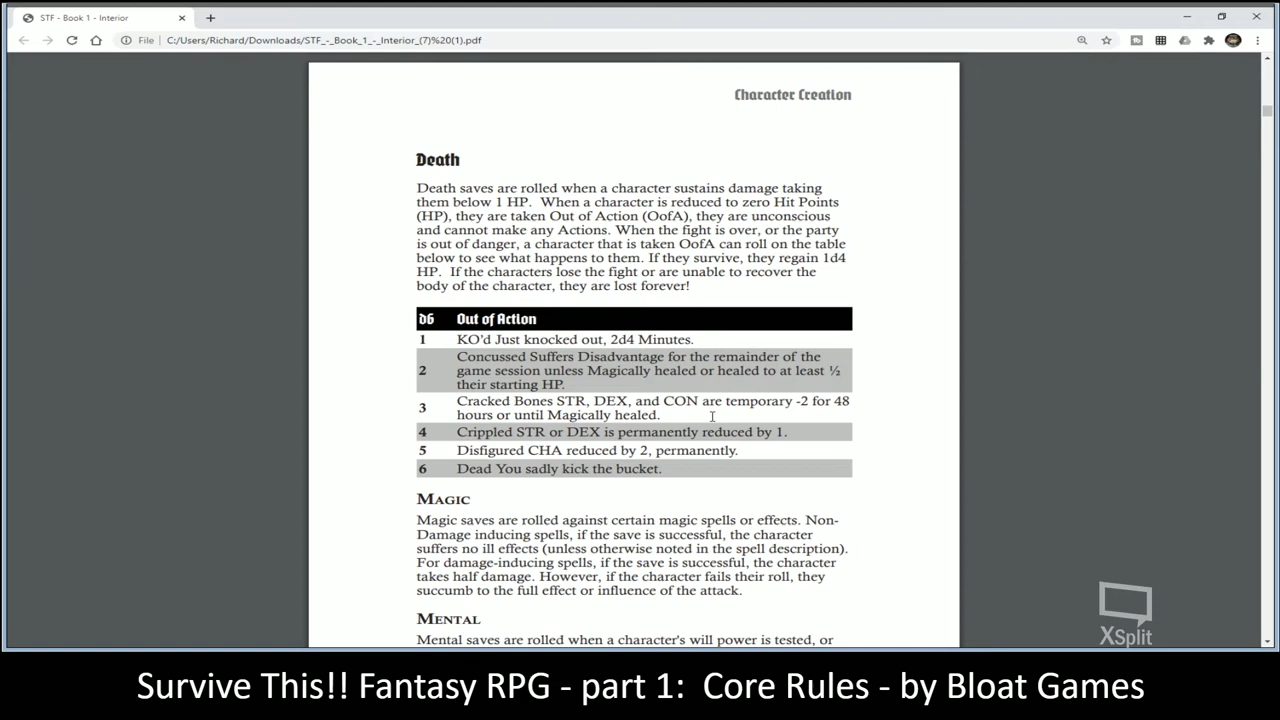 STF - Book 1 - Interior
File | C:/Users/Richard/Downloads/STF_-_Book_1_-_Interior_(7)%20(1).pdf
Character Creation
Death
Death saves are rolled when a character sustains damage taking
them below 1 HP. When a character is reduced to zero Hit Points
(HP), they are taken Out of Action (OofA), they are unconscious
and cannot make any Actions. When the fight is over, or the party
is out of danger, a character that is taken OofA can roll on the table
below to see what happens to them. If they survive, they regain 1d4
HP. If the characters lose the fight or are unable to recover the
body of the character, they are lost forever!
d6 Out of Action
1 KO'd Just knocked out, 2d4 Minutes.
2 Concussed Suffers Disadvantage for the remainder of the
game session unless Magically healed or healed to at least ½
their starting HP.
3 Cracked Bones STR, DEX, and CON are temporary -2 for 48
hours or until Magically healed.
4 Crippled STR or DEX is permanently reduced by 1.
5 Disfigured CHA reduced by 2, permanently.
6 Dead You sadly kick the bucket.
MAGIC
Magic saves are rolled against certain magic spells or effects. Non-
Damage inducing spells, if the save is successful, the character
suffers no ill effects (unless otherwise noted in the spell description).
For damage-inducing spells, if the save is successful, the character
takes half damage. However, if the character fails their roll, they
succumb to the full effect or influence of the attack.
MENTAL
Mental saves are rolled when a character's will power is tested, or
XSplit
Survive This!! Fantasy RPG - part 1: Core Rules - by Bloat Games